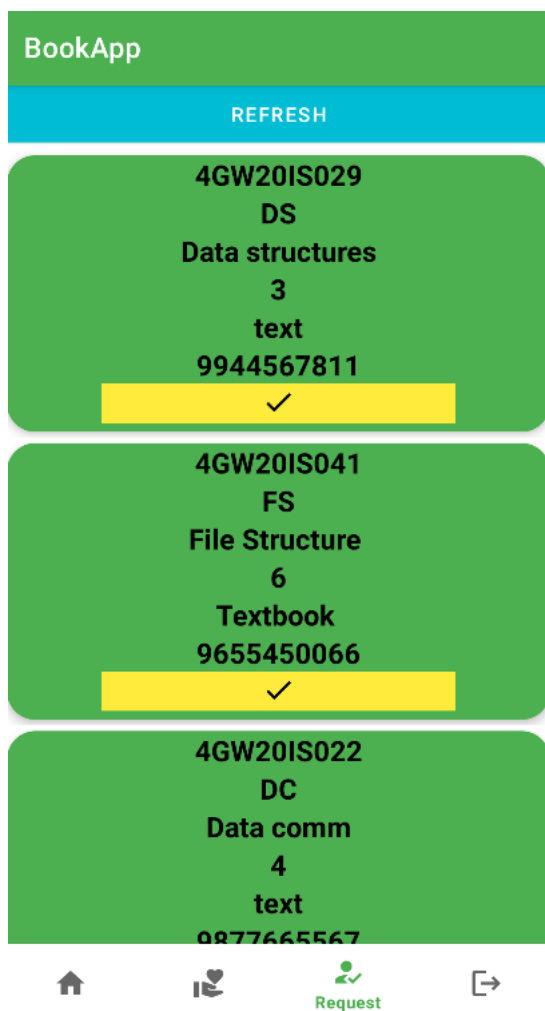 BookApp
REFRESH
4GW20IS029
DS
Data structures
3
text
9944567811
4GW20IS041
FS
File Structure
6
Textbook
9655450066
4GW20IS022
DC
Data comm
4
text
9877665567
Request